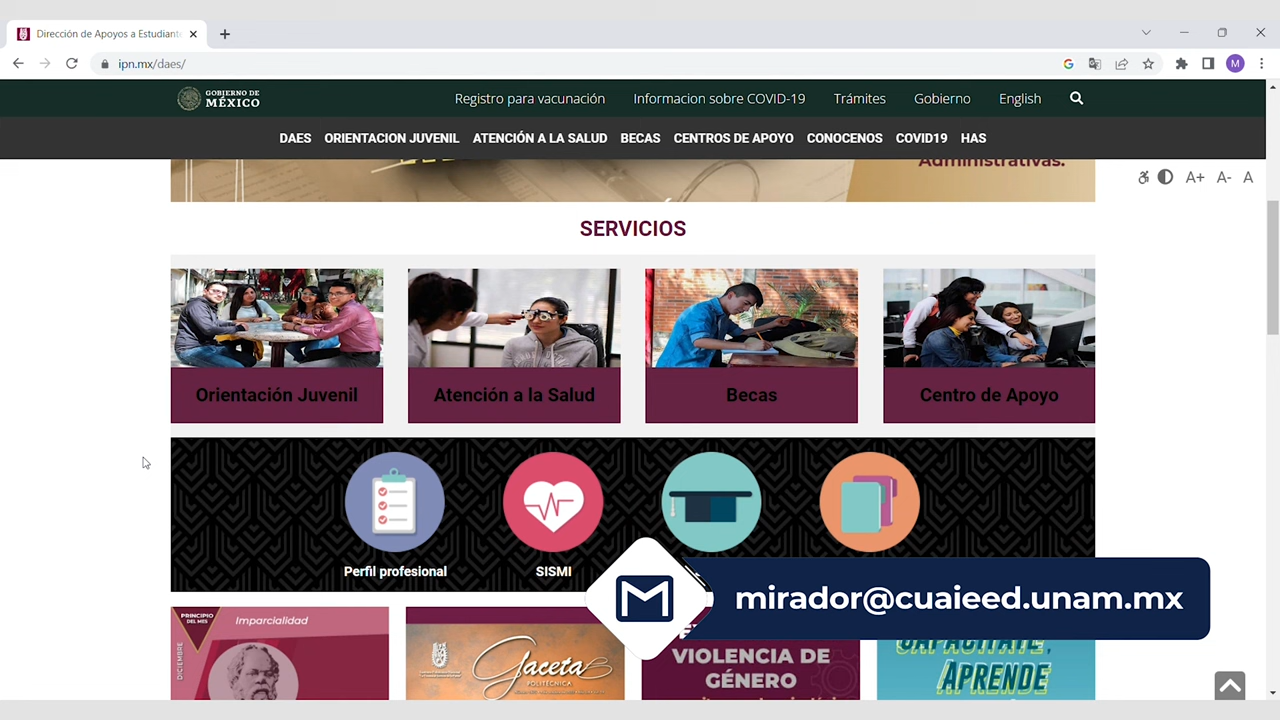 Dirección de Apoyos a Estudiant
ipn.mx/daes/
M
GOBIERNO DE
MÉXICO
Registro para vacunación
Informacion sobre COVID-19
Trámites
Gobierno
English
DAES
ORIENTACION JUVENIL
ATENCIÓN A LA SALUD
BECAS
CENTROS DE APOYO
CONOCENOS
COVID19
HAS
Administrativas.
A+
A-
A
SERVICIOS
Orientación Juvenil
Atención a la Salud
Becas
Centro de Apoyo
Perfil profesional
SISMI
mirador@cuaieed.unam.mx
PRINCIPIO
DEL MES
Imparcialidad
DICIEMBRE
Gaceta
POLITÉCNICA
VIOLENCIA DE
GÉNERO
CAPACÍTATE,
APRENDE